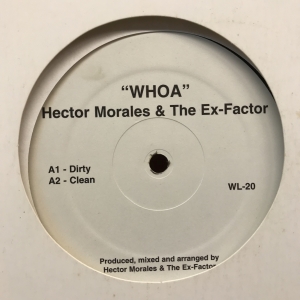 "WHOA"
Hector Morales & The Ex-Factor
A1 - Dirty
A2 - Clean
WL-20
Produced, mixed and arranged by
Hector Morales & The Ex-Factor